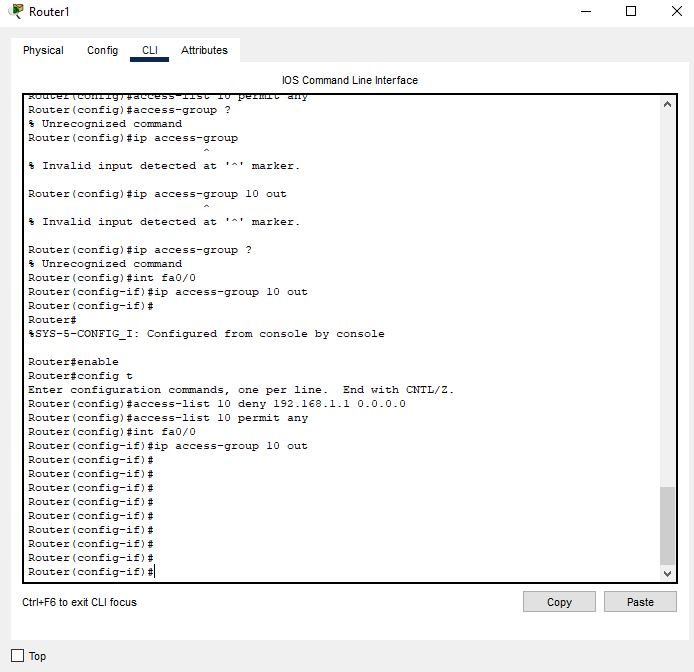 Router1
Physical Config CLI Attributes
IOS Command Line Interface
Router(config)#access-list 10 permit any
Router(config)#access-group ?
% Unrecognized command
Router(config)#ip access-group
^
% Invalid input detected at '^' marker.
Router(config)#ip access-group 10 out
^
% Invalid input detected at '^' marker.
Router(config)#ip access-group ?
% Unrecognized command
Router(config)#int fa0/0
Router(config-if)#ip access-group 10 out
Router(config-if)#
Router#
%SYS-5-CONFIG_I: Configured from console by console
Router#enable
Router#config t
Enter configuration commands, one per line.  End with CNTL/Z.
Router(config)#access-list 10 deny 192.168.1.1 0.0.0.0
Router(config)#access-list 10 permit any
Router(config)#int fa0/0
Router(config-if)#ip access-group 10 out
Router(config-if)#
Router(config-if)#
Router(config-if)#
Router(config-if)#
Router(config-if)#
Router(config-if)#
Router(config-if)#
Router(config-if)#
Router(config-if)#
Ctrl+F6 to exit CLI focus
Copy
Paste
Top